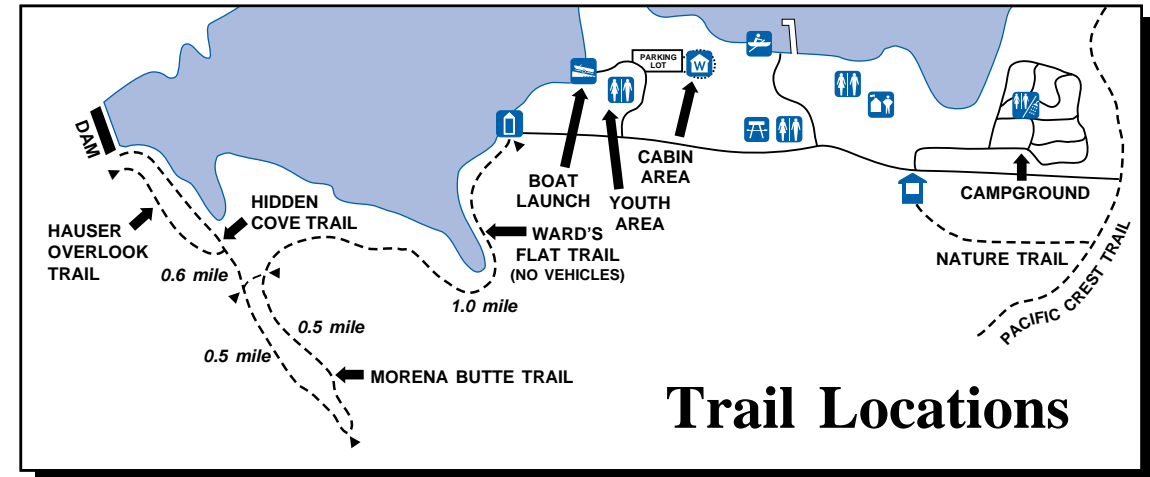 PARKING
LOT
W
DAM
CABIN
AREA
BOAT
LAUNCH
YOUTH
AREA
CAMPGROUND
HIDDEN
COVE TRAIL
HAUSER
OVERLOOK
TRAIL
WARD'S
FLAT TRAIL
(NO VEHICLES)
NATURE TRAIL
PACIFIC CREST TRAIL
0.6 mile
1.0 mile
0.5 mile
0.5 mile
MORENA BUTTE TRAIL
Trail Locations